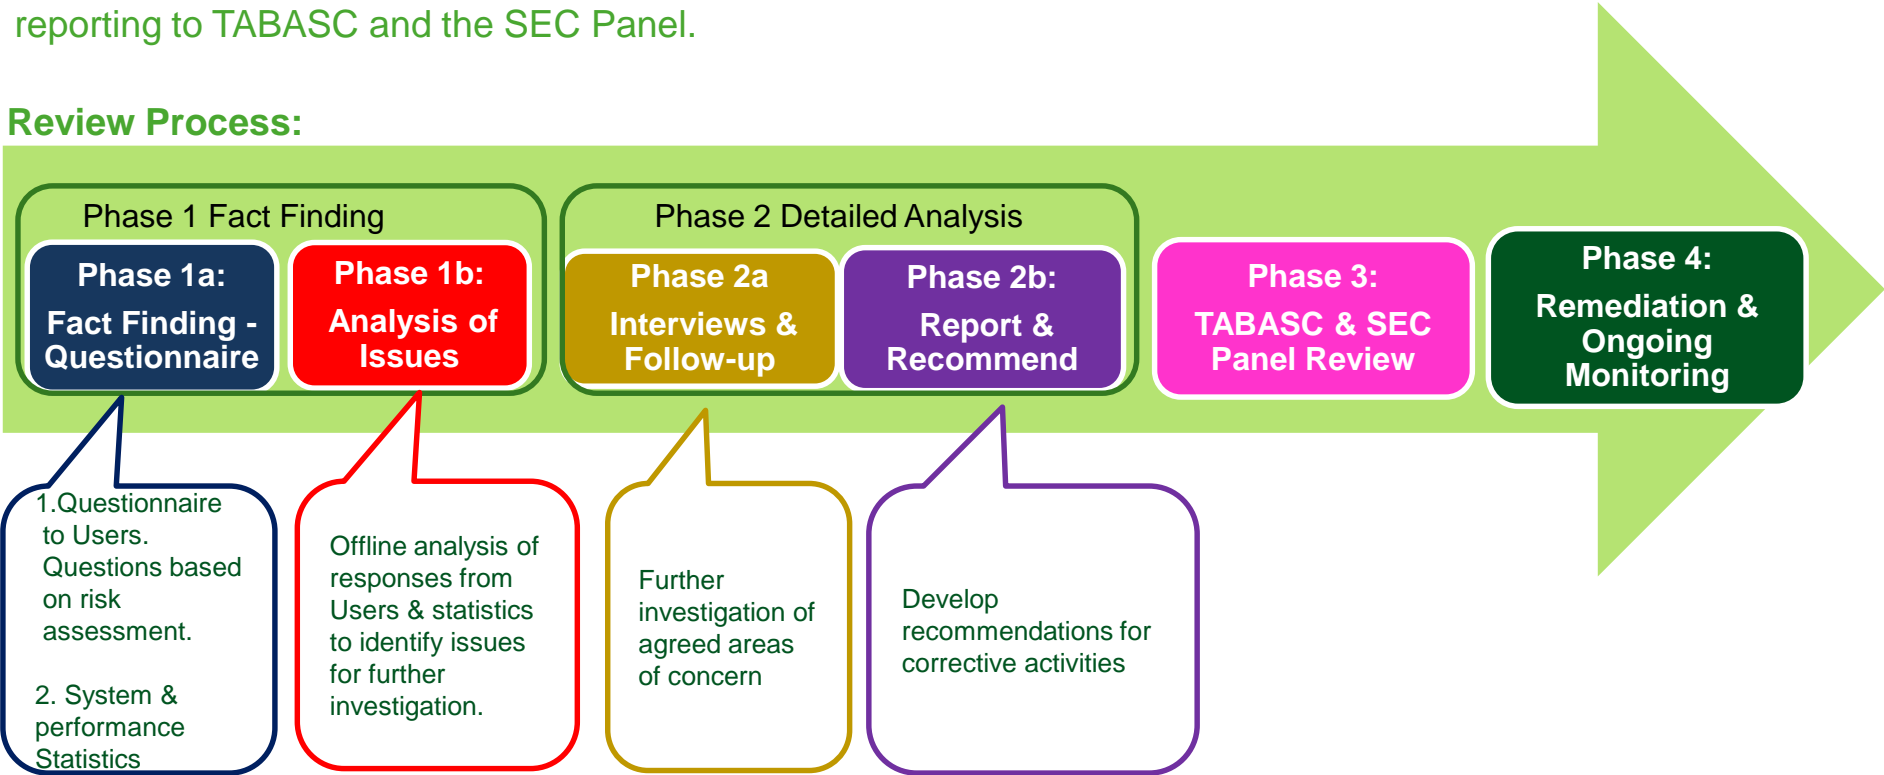 reporting to TABASC and the SEC Panel.
Review Process:
Phase 1 Fact Finding
Phase 1a:
Fact Finding -
Questionnaire
Phase 1b:
Analysis of
Issues
Phase 2 Detailed Analysis
Phase 2a
Interviews &
Follow-up
Phase 2b:
Report &
Recommend
Phase 3:
TABASC & SEC
Panel Review
Phase 4:
Remediation &
Ongoing
Monitoring
1.Questionnaire
to Users.
Questions based
on risk
assessment.
2. System &
performance
Statistics
Offline analysis of
responses from
Users & statistics
to identify issues
for further
investigation.
Further
investigation of
agreed areas
of concern
Develop
recommendations for
corrective activities